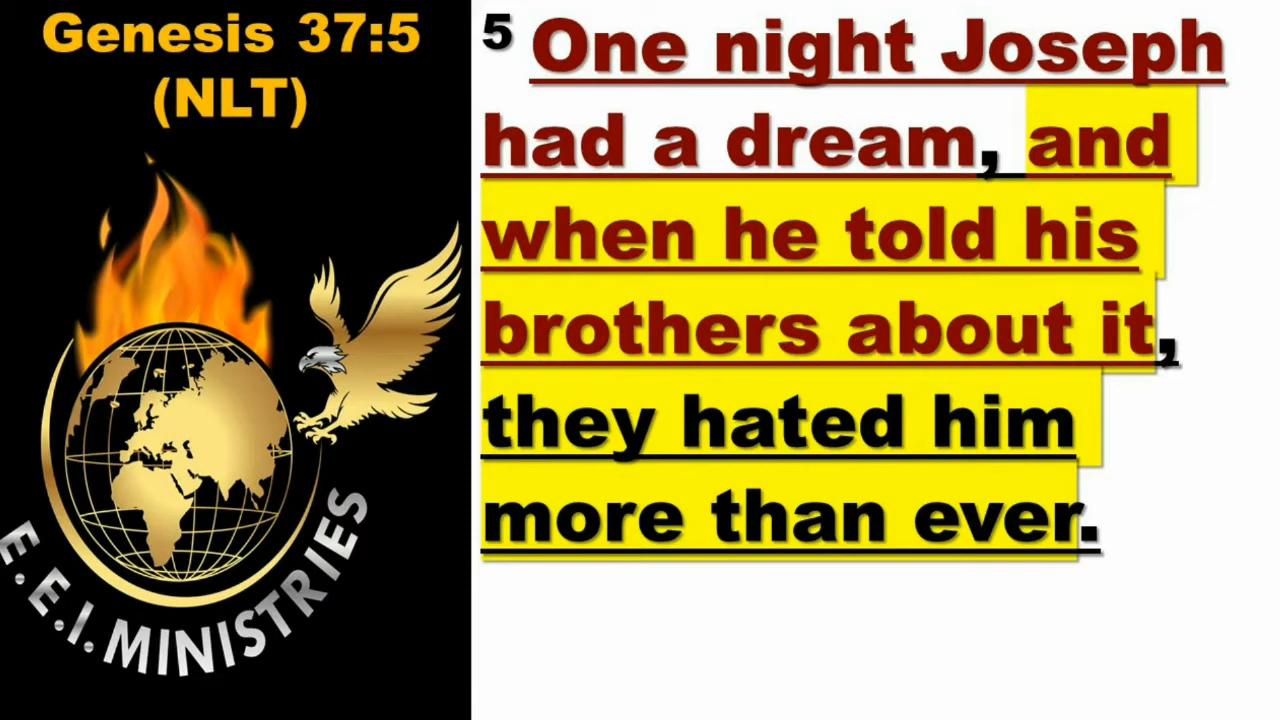 Genesis 37:5
(NLT)
E.E.I. MINISTRIES
5 One night Joseph
had a dream, and
when he told his
brothers about it,
they hated him
more than ever.